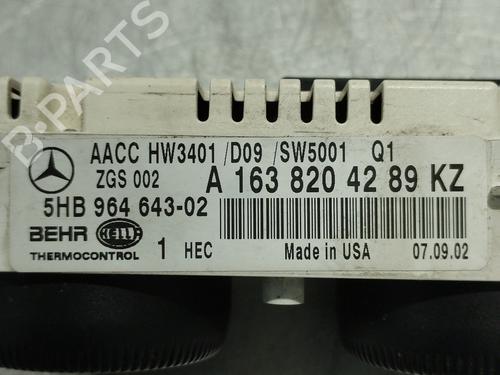 AACC HW3401 /D09 /SW5001 Q1
ZGS 002 A 163 820 42 89 KZ
5HB 964 643-02
BEHR HELLA
THERMOCONTROL 1 HEC Made in USA 07.09.02
B-PARTS